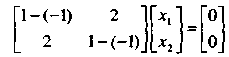 [1-(-1) 2; 2 1-(-1)] [x₁; x₂] = [0; 0]